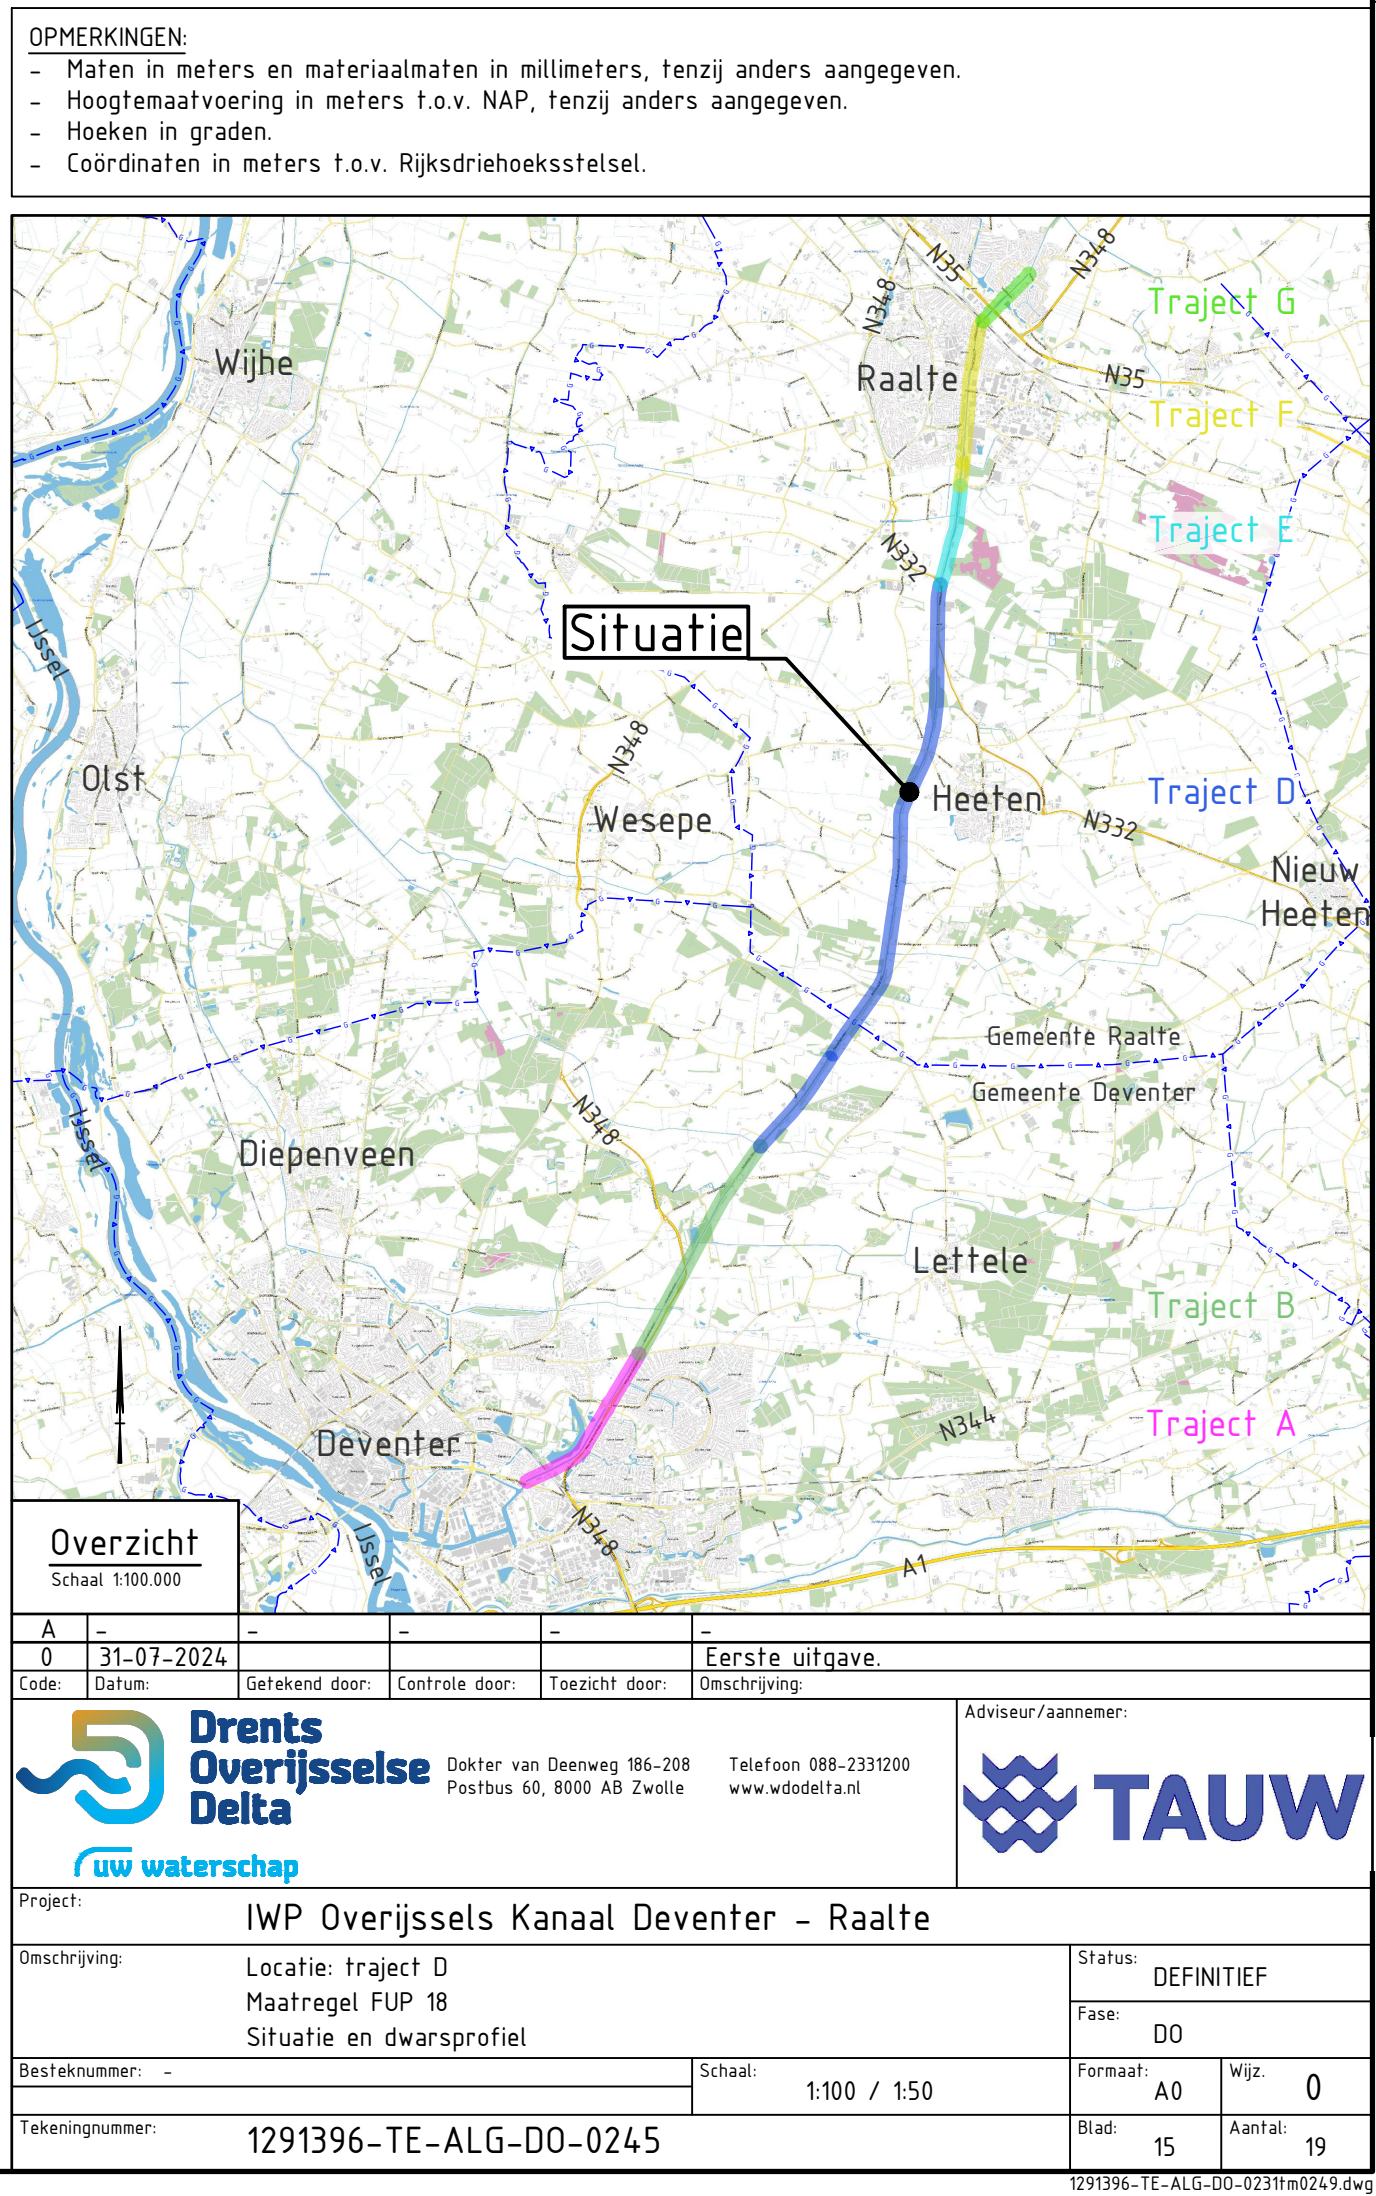 OPMERKINGEN:
- Maten in meters en materiaalmaten in millimeters, tenzij anders aangegeven.
- Hoogtemaatvoering in meters t.o.v. NAP, tenzij anders aangegeven.
- Hoeken in graden.
- Coördinaten in meters t.o.v. Rijksdriehoeksstelsel.
N35
N348
N348
Traject G
Wijhe
Raalte
N35
Traject F
Traject E
N332
Situatie
IJssel
N348
Olst
Traject D
Heeten
Wesepe
N332
Nieuw
Heeten
Gemeente Raalte
Gemeente Deventer
N348
IJssel
Diepenveen
Lettele
Traject B
N344
Traject A
Deventer
N348
IJssel
A1
Overzicht
Schaal 1:100.000
A - - - - -
0 31-07-2024 Eerste uitgave.
Code: Datum: Getekend door: Controle door: Toezicht door: Omschrijving:
Drents
Overijsselse
Delta
uw waterschap
Dokter van Deenweg 186-208 Telefoon 088-2331200
Postbus 60, 8000 AB Zwolle www.wdodelta.nl
Adviseur/aannemer:
TAUW
Project: IWP Overijssels Kanaal Deventer - Raalte
Omschrijving: Locatie: traject D
Maatregel FUP 18
Situatie en dwarsprofiel
Status: DEFINITIEF
Fase: DO
Besteknummer: -
Schaal: 1:100 / 1:50
Formaat: A0
Wijz. 0
Tekeningnummer: 1291396-TE-ALG-DO-0245
Blad: 15
Aantal: 19
1291396-TE-ALG-DO-0231tm0249.dwg